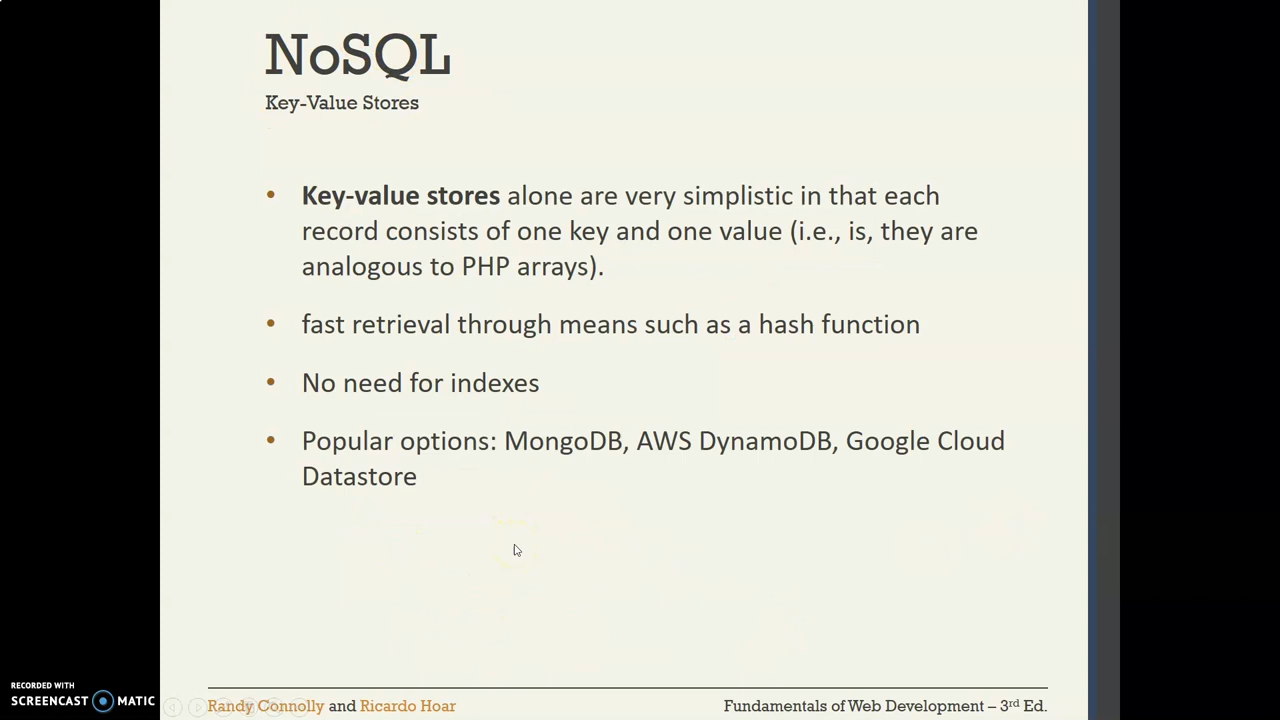 NoSQL
Key-Value Stores
• Key-value stores alone are very simplistic in that each
record consists of one key and one value (i.e., is, they are
analogous to PHP arrays).
• fast retrieval through means such as a hash function
• No need for indexes
• Popular options: MongoDB, AWS DynamoDB, Google Cloud
Datastore
RECORDED WITH
SCREENCAST MATIC
Randy Connolly and Ricardo Hoar
Fundamentals of Web Development – 3rd Ed.